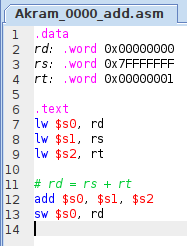 Akram_0000_add.asm
1 .data
2 rd: .word 0x00000000
3 rs: .word 0x7FFFFFFF
4 rt: .word 0x00000001
5
6 .text
7 lw $s0, rd
8 lw $s1, rs
9 lw $s2, rt
10
11 # rd = rs + rt
12 add $s0, $s1, $s2
13 sw $s0, rd
14